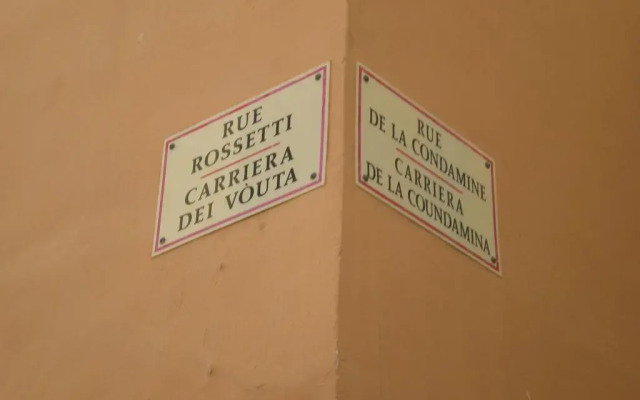 RUE
ROSSETTI
CARRIERA
DEI VÒUTA
RUE
DE LA CONDAMINE
CARRIERA
DE LA COUNDAMINA